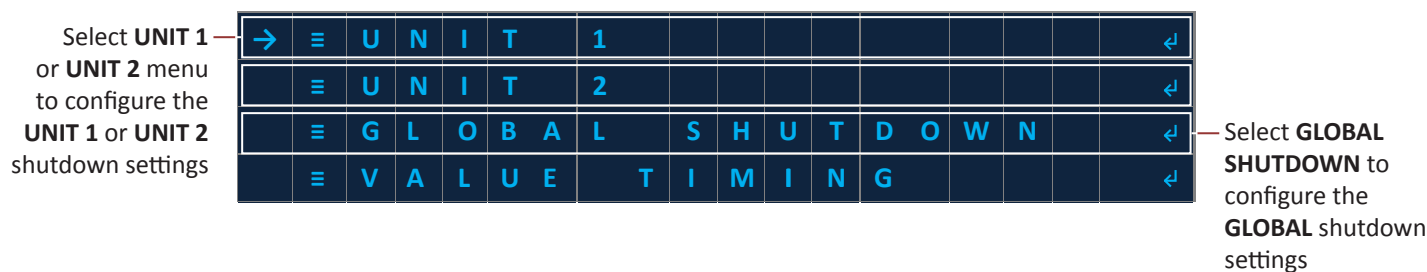 Select UNIT 1
or UNIT 2 menu
to configure the
UNIT 1 or UNIT 2
shutdown settings
→ ≡ UNIT 1 ↵
≡ UNIT 2 ↵
≡ GLOBAL SHUTDOWN ↵
≡ VALUE TIMING ↵
Select GLOBAL
SHUTDOWN to
configure the
GLOBAL shutdown
settings